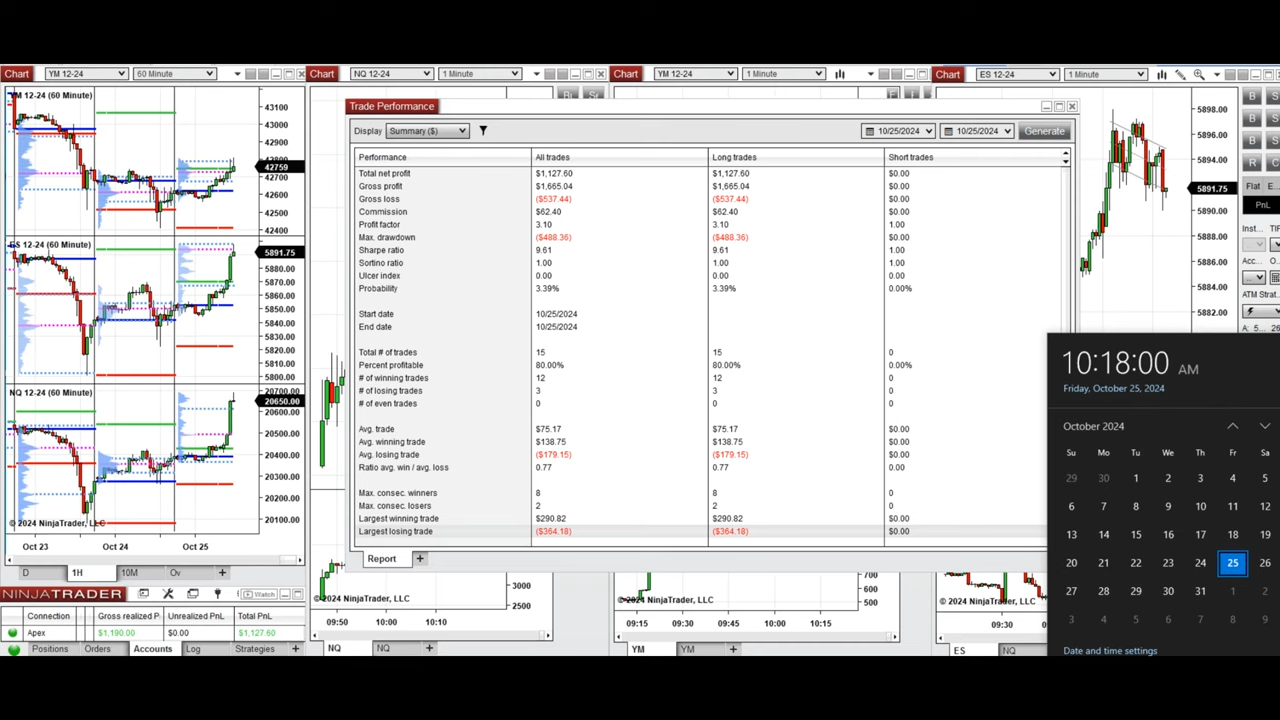 Chart YM 12-24 60 Minute
Chart NQ 12-24 1 Minute
Chart YM 12-24 1 Minute
Chart ES 12-24 1 Minute
YM 12-24 (60 Minute)
43100
42900
42759
42700
42600
42500
42400
ES 12-24 (60 Minute)
5891.75
5880.00
5870.00
5860.00
5850.00
5840.00
5830.00
5820.00
5810.00
5800.00
NQ 12-24 (60 Minute)
20700.00
20650.00
20600.00
20500.00
20400.00
20300.00
20200.00
20100.00
© 2024 NinjaTrader, LLC
Oct 23 Oct 24 Oct 25
D 1H 10M Ov +
NINJATRADER Watch
Connection Gross realized P Unrealized PnL Total PnL
Apex $1,190.00 $0.00 $1,127.60
Positions Orders Accounts Log Strategies +
Trade Performance
Display Summary ($) 10/25/2024 10/25/2024 Generate
Performance All trades Long trades Short trades
Total net profit $1,127.60 $1,127.60 $0.00
Gross profit $1,665.04 $1,665.04 $0.00
Gross loss ($537.44) ($537.44) $0.00
Commission $62.40 $62.40 $0.00
Profit factor 3.10 3.10 1.00
Max. drawdown ($488.36) ($488.36) $0.00
Sharpe ratio 9.61 9.61 1.00
Sortino ratio 1.00 1.00 1.00
Ulcer index 0.00 0.00 0.00
Probability 3.39% 3.39% 0.00%
Start date 10/25/2024
End date 10/25/2024
Total # of trades 15 15 0
Percent profitable 80.00% 80.00% 0.00%
# of winning trades 12 12 0
# of losing trades 3 3 0
# of even trades 0 0 0
Avg. trade $75.17 $75.17 $0.00
Avg. winning trade $138.75 $138.75 $0.00
Avg. losing trade ($179.15) ($179.15) $0.00
Ratio avg. win / avg. loss 0.77 0.77 0.00
Max. consec. winners 8 8 0
Max. consec. losers 2 2 0
Largest winning trade $290.82 $290.82 $0.00
Largest losing trade ($364.18) ($364.18) $0.00
Report +
3000
2500
© 2024 NinjaTrader, LLC
09:50 10:00 10:10
NQ NQ +
700
600
500
© 2024 NinjaTrader, LLC
09:15 09:30 09:45 10:00 10:15
YM YM +
5898.00
5896.00
5894.00
5891.75
5890.00
5888.00
5886.00
5884.00
5882.00
B S
B S
B S
R C
Flat E...
PnL
Inst... TIF
Acc...
ATM Strat...
© 2024 NinjaTrader, LLC
09:30
ES NQ
10:18:00 AM
Friday, October 25, 2024
October 2024
Su Mo Tu We Th Fr Sa
29 30 1 2 3 4 5
6 7 8 9 10 11 12
13 14 15 16 17 18 19
20 21 22 23 24 25 26
27 28 29 30 31 1 2
3 4 5 6 7 8 9
Date and time settings